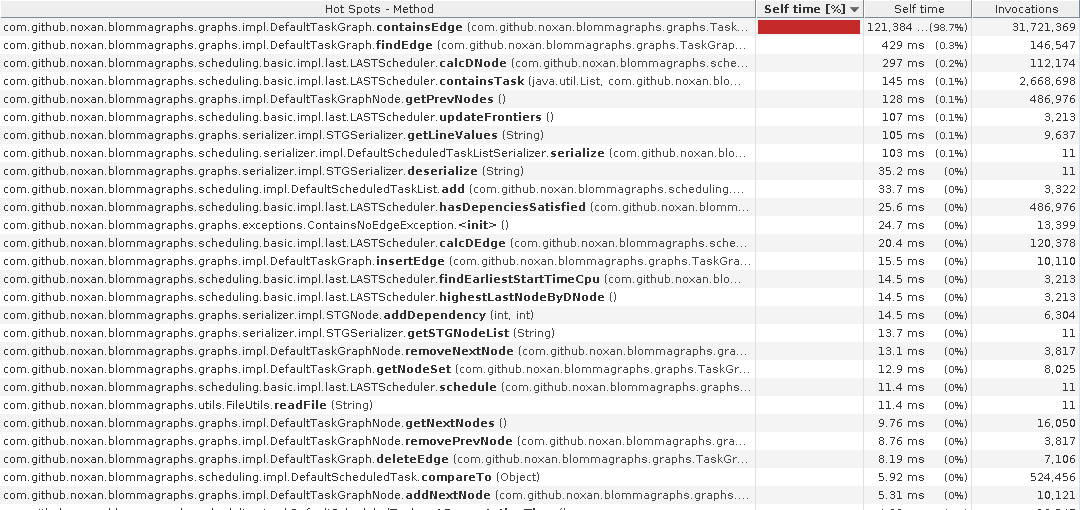 Hot Spots - Method Self time [%] Self time Invocations
com.github.noxan.blommagraphs.graphs.impl.DefaultTaskGraph.containsEdge (com.github.noxan.blommagraphs.graphs.Task... 121,384 ...(98.7%) 31,721,369
com.github.noxan.blommagraphs.graphs.impl.DefaultTaskGraph.findEdge (com.github.noxan.blommagraphs.graphs.TaskGrap... 429 ms (0.3%) 146,547
com.github.noxan.blommagraphs.scheduling.basic.impl.last.LASTScheduler.calcDNode (com.github.noxan.blommagraphs.sche... 297 ms (0.2%) 112,174
com.github.noxan.blommagraphs.scheduling.basic.impl.last.LASTScheduler.containsTask (java.util.List, com.github.noxan.blo... 145 ms (0.1%) 2,668,698
com.github.noxan.blommagraphs.graphs.impl.DefaultTaskGraphNode.getPrevNodes () 128 ms (0.1%) 486,976
com.github.noxan.blommagraphs.scheduling.basic.impl.last.LASTScheduler.updateFrontiers () 107 ms (0.1%) 3,213
com.github.noxan.blommagraphs.graphs.serializer.impl.STGSerializer.getLineValues (String) 105 ms (0.1%) 9,637
com.github.noxan.blommagraphs.scheduling.serializer.impl.DefaultScheduledTaskListSerializer.serialize (com.github.noxan.blo... 103 ms (0.1%) 11
com.github.noxan.blommagraphs.graphs.serializer.impl.STGSerializer.deserialize (String) 35.2 ms (0%) 11
com.github.noxan.blommagraphs.scheduling.impl.DefaultScheduledTaskList.add (com.github.noxan.blommagraphs.scheduling.... 33.7 ms (0%) 3,322
com.github.noxan.blommagraphs.scheduling.basic.impl.last.LASTScheduler.hasDepenciesSatisfied (com.github.noxan.blomm... 25.6 ms (0%) 486,976
com.github.noxan.blommagraphs.graphs.exceptions.ContainsNoEdgeException.<init> () 24.7 ms (0%) 13,399
com.github.noxan.blommagraphs.scheduling.basic.impl.last.LASTScheduler.calcDEdge (com.github.noxan.blommagraphs.sche... 20.4 ms (0%) 120,378
com.github.noxan.blommagraphs.graphs.impl.DefaultTaskGraph.insertEdge (com.github.noxan.blommagraphs.graphs.TaskGra... 15.5 ms (0%) 10,110
com.github.noxan.blommagraphs.scheduling.basic.impl.last.LASTScheduler.findEarliestStartTimeCpu (com.github.noxan.blo... 14.5 ms (0%) 3,213
com.github.noxan.blommagraphs.scheduling.basic.impl.last.LASTScheduler.highestLastNodeByDNode () 14.5 ms (0%) 3,213
com.github.noxan.blommagraphs.graphs.serializer.impl.STGNode.addDependency (int, int) 14.5 ms (0%) 6,304
com.github.noxan.blommagraphs.graphs.serializer.impl.STGSerializer.getSTGNodeList (String) 13.7 ms (0%) 11
com.github.noxan.blommagraphs.graphs.impl.DefaultTaskGraphNode.removeNextNode (com.github.noxan.blommagraphs.gra... 13.1 ms (0%) 3,817
com.github.noxan.blommagraphs.graphs.impl.DefaultTaskGraph.getNodeSet (com.github.noxan.blommagraphs.graphs.TaskGr... 12.9 ms (0%) 8,025
com.github.noxan.blommagraphs.scheduling.basic.impl.last.LASTScheduler.schedule (com.github.noxan.blommagraphs.graphs... 11.4 ms (0%) 11
com.github.noxan.blommagraphs.utils.FileUtils.readFile (String) 11.4 ms (0%) 11
com.github.noxan.blommagraphs.graphs.impl.DefaultTaskGraphNode.getNextNodes () 9.76 ms (0%) 16,050
com.github.noxan.blommagraphs.graphs.impl.DefaultTaskGraphNode.removePrevNode (com.github.noxan.blommagraphs.gra... 8.76 ms (0%) 3,817
com.github.noxan.blommagraphs.graphs.impl.DefaultTaskGraph.deleteEdge (com.github.noxan.blommagraphs.graphs.TaskGr... 8.19 ms (0%) 7,106
com.github.noxan.blommagraphs.scheduling.impl.DefaultScheduledTask.compareTo (Object) 5.92 ms (0%) 524,456
com.github.noxan.blommagraphs.graphs.impl.DefaultTaskGraphNode.addNextNode (com.github.noxan.blommagraphs.graphs.... 5.31 ms (0%) 10,121